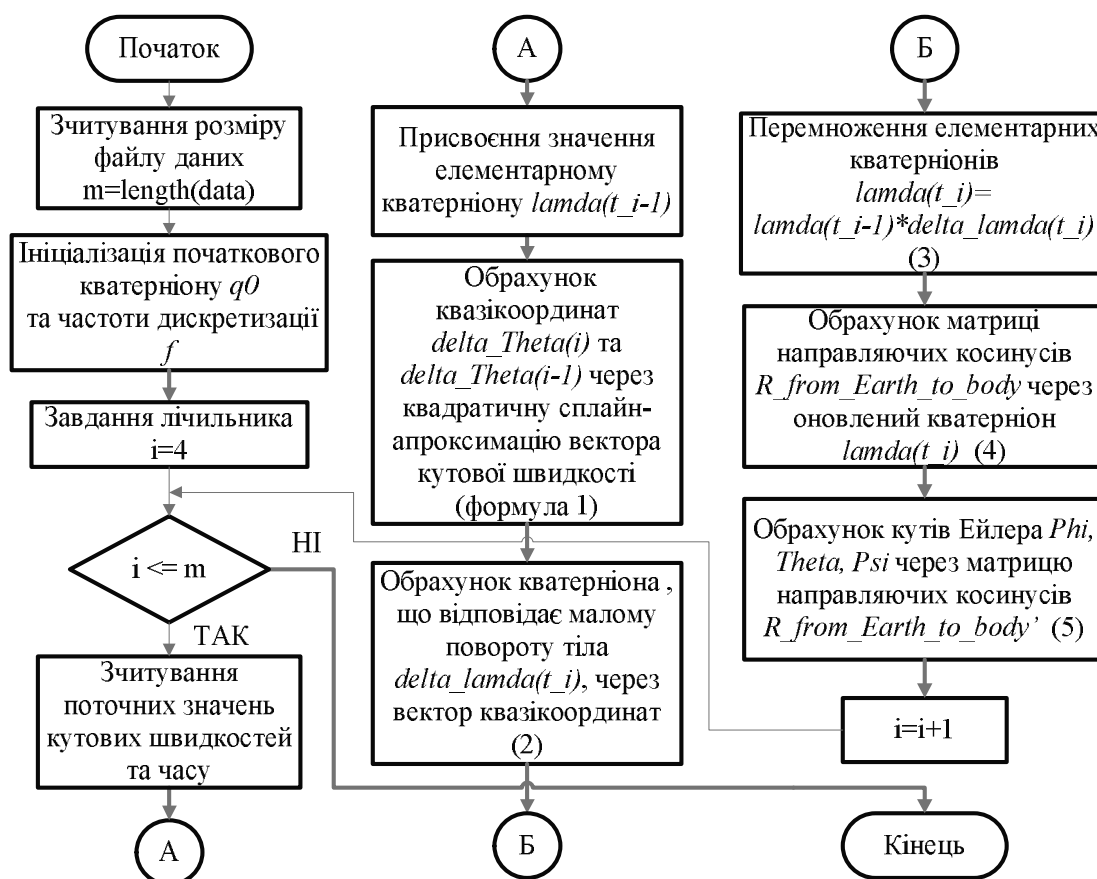 Початок
Зчитування розміру
файлу даних
m=length(data)
Ініціалізація початкового
кватерніону q0
та частоти дискретизації
f
Завдання лічильника
i=4
i <= m
НІ
ТАК
Зчитування
поточних значень
кутових швидкостей
та часу
А
А
Присвоєння значення
елементарному
кватерніону lamda(t_i-1)
Обрахунок
квазікоординат
delta_Theta(i) та
delta_Theta(i-1) через
квадратичну сплайн-
апроксимацію вектора
кутової швидкості
(формула 1)
Обрахунок кватерніона ,
що відповідає малому
повороту тіла
delta_lamda(t_i), через
вектор квазікоординат
(2)
Б
Б
Перемноження елементарних
кватерніонів
lamda(t_i)=
lamda(t_i-1)*delta_lamda(t_i)
(3)
Обрахунок матриці
направляючих косинусів
R_from_Earth_to_body через
оновлений кватерніон
lamda(t_i) (4)
Обрахунок кутів Ейлера Phi,
Theta, Psi через матрицю
направляючих косинусів
R_from_Earth_to_body’ (5)
i=i+1
Кінець